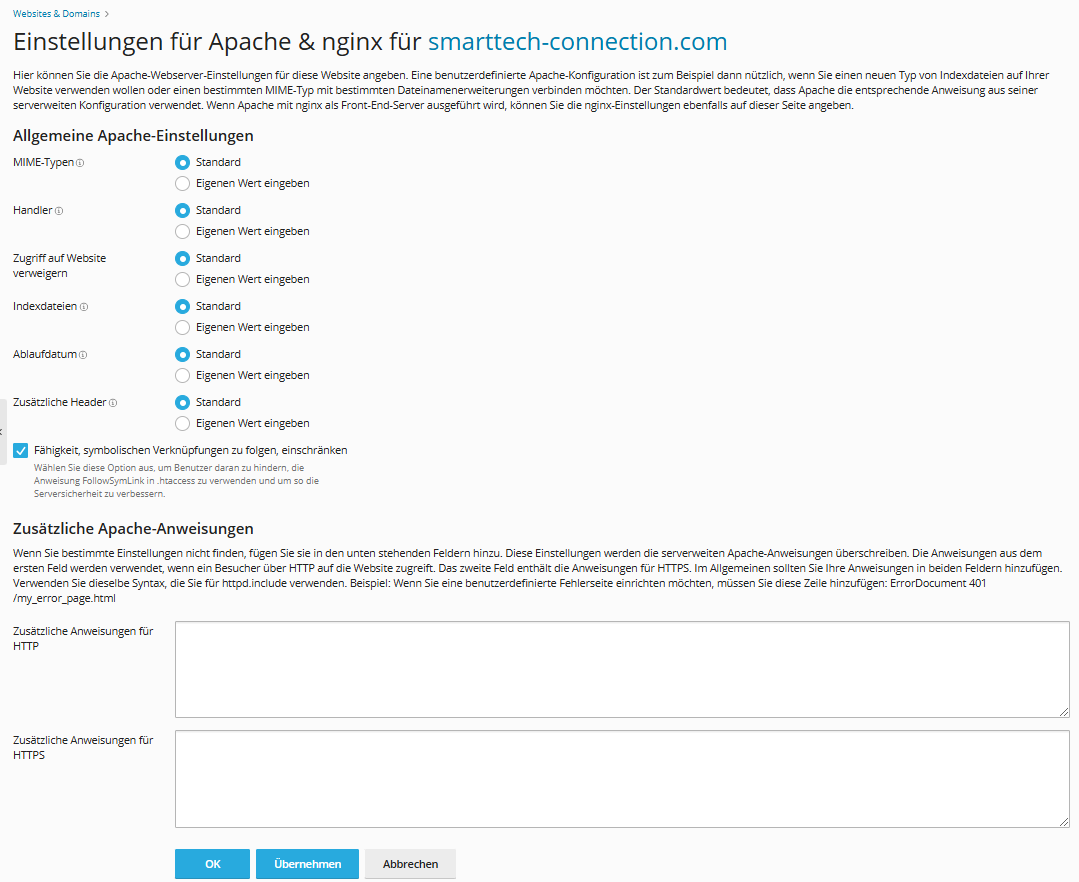 Websites & Domains >
Einstellungen für Apache & nginx für smarttech-connection.com
Hier können Sie die Apache-Webserver-Einstellungen für diese Website angeben. Eine benutzerdefinierte Apache-Konfiguration ist zum Beispiel dann nützlich, wenn Sie einen neuen Typ von Indexdateien auf Ihrer
Website verwenden wollen oder einen bestimmten MIME-Typ mit bestimmten Dateinamenerweiterungen verbinden möchten. Der Standardwert bedeutet, dass Apache die entsprechende Anweisung aus seiner
serverweiten Konfiguration verwendet. Wenn Apache mit nginx als Front-End-Server ausgeführt wird, können Sie die nginx-Einstellungen ebenfalls auf dieser Seite angeben.
Allgemeine Apache-Einstellungen
MIME-Typen
Standard
Eigenen Wert eingeben
Handler
Standard
Eigenen Wert eingeben
Zugriff auf Website
verweigern
Standard
Eigenen Wert eingeben
Indexdateien
Standard
Eigenen Wert eingeben
Ablaufdatum
Standard
Eigenen Wert eingeben
Zusätzliche Header
Standard
Eigenen Wert eingeben
Fähigkeit, symbolischen Verknüpfungen zu folgen, einschränken
Wählen Sie diese Option aus, um Benutzer daran zu hindern, die
Anweisung FollowSymLink in .htaccess zu verwenden und um so die
Serversicherheit zu verbessern.
Zusätzliche Apache-Anweisungen
Wenn Sie bestimmte Einstellungen nicht finden, fügen Sie sie in den unten stehenden Feldern hinzu. Diese Einstellungen werden die serverweiten Apache-Anweisungen überschreiben. Die Anweisungen aus dem
ersten Feld werden verwendet, wenn ein Besucher über HTTP auf die Website zugreift. Das zweite Feld enthält die Anweisungen für HTTPS. Im Allgemeinen sollten Sie Ihre Anweisungen in beiden Feldern hinzufügen.
Verwenden Sie dieselbe Syntax, die Sie für httpd.include verwenden. Beispiel: Wenn Sie eine benutzerdefinierte Fehlerseite einrichten möchten, müssen Sie diese Zeile hinzufügen: ErrorDocument 401
/my_error_page.html
Zusätzliche Anweisungen für
HTTP
Zusätzliche Anweisungen für
HTTPS
OK
Übernehmen
Abbrechen